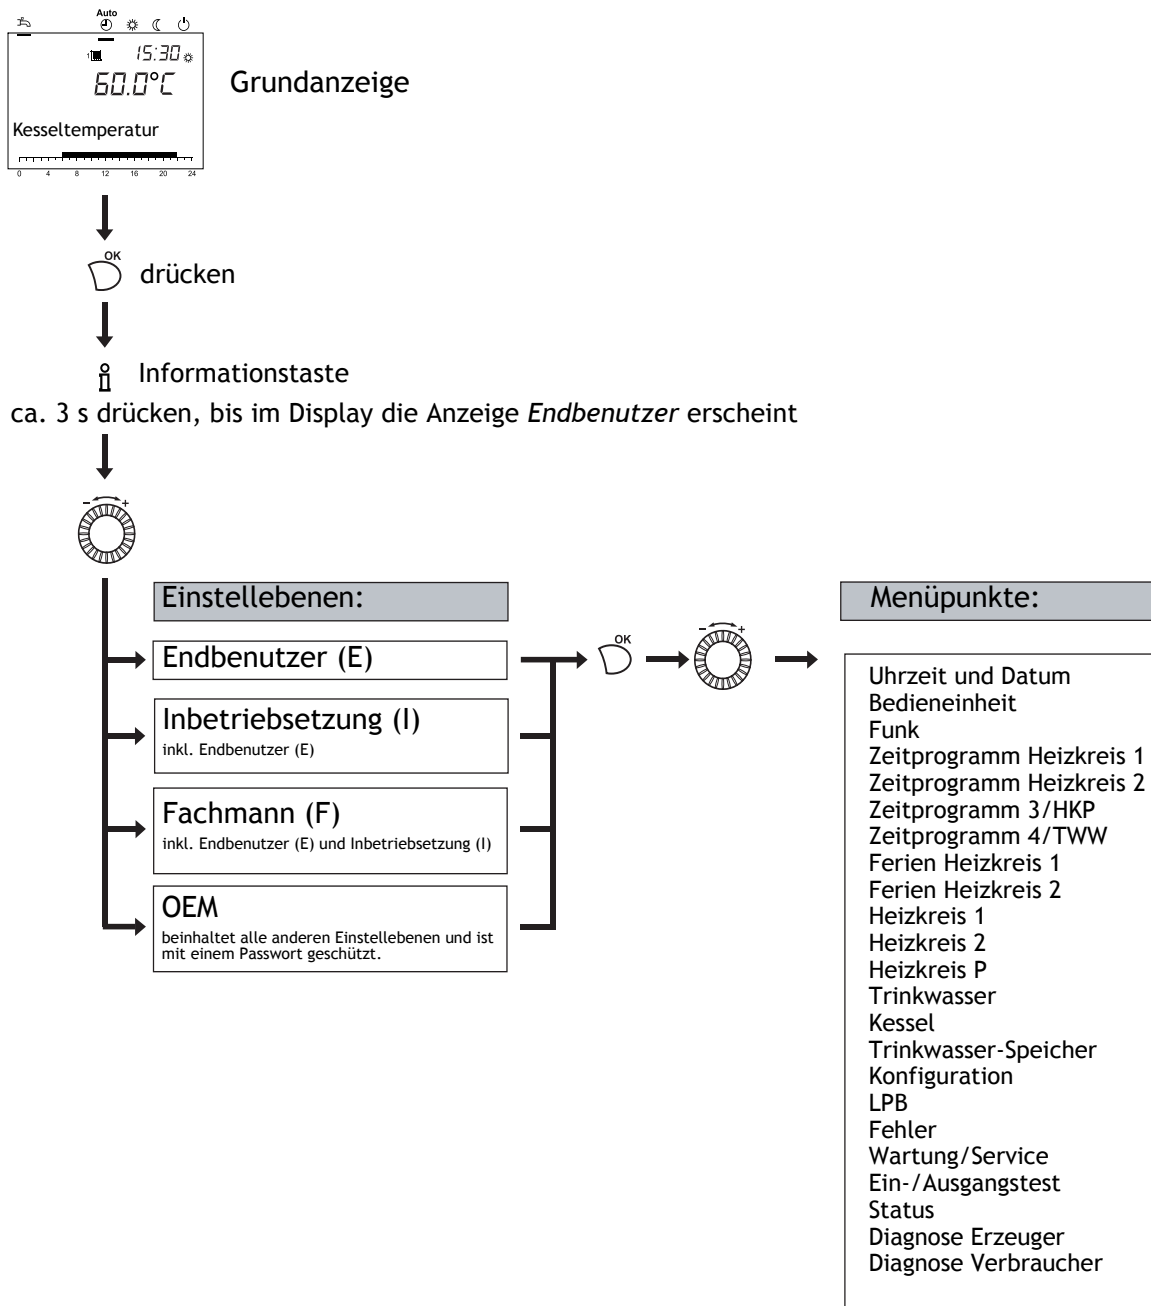 Auto
15:30
60.0°C
Grundanzeige
Kesseltemperatur
0 4 8 12 16 20 24
OK
drücken
Informationstaste
ca. 3 s drücken, bis im Display die Anzeige Endbenutzer erscheint
- +
Einstellebenen:
Endbenutzer (E)
Inbetriebsetzung (I)
inkl. Endbenutzer (E)
Fachmann (F)
inkl. Endbenutzer (E) und Inbetriebsetzung (I)
OEM
beinhaltet alle anderen Einstellebenen und ist
mit einem Passwort geschützt.
OK
- +
Menüpunkte:
Uhrzeit und Datum
Bedieneinheit
Funk
Zeitprogramm Heizkreis 1
Zeitprogramm Heizkreis 2
Zeitprogramm 3/HKP
Zeitprogramm 4/TWW
Ferien Heizkreis 1
Ferien Heizkreis 2
Heizkreis 1
Heizkreis 2
Heizkreis P
Trinkwasser
Kessel
Trinkwasser-Speicher
Konfiguration
LPB
Fehler
Wartung/Service
Ein-/Ausgangstest
Status
Diagnose Erzeuger
Diagnose Verbraucher